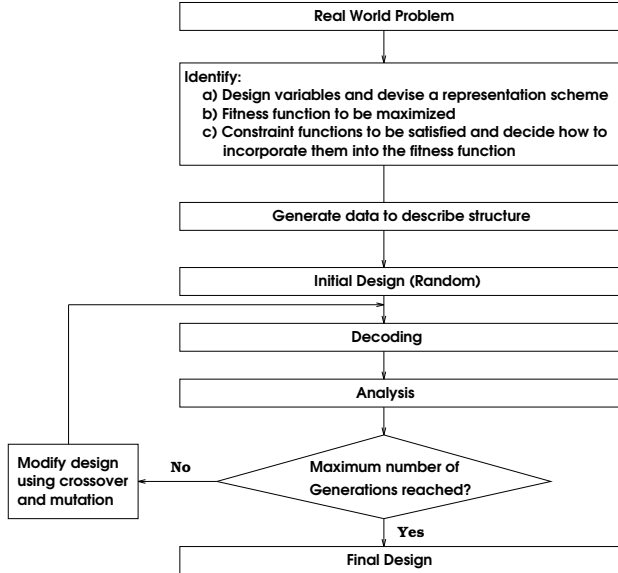 Real World Problem
Identify:
a) Design variables and devise a representation scheme
b) Fitness function to be maximized
c) Constraint functions to be satisfied and decide how to
incorporate them into the fitness function
Generate data to describe structure
Initial Design (Random)
Decoding
Analysis
Maximum number of
Generations reached?
No
Modify design
using crossover
and mutation
Yes
Final Design